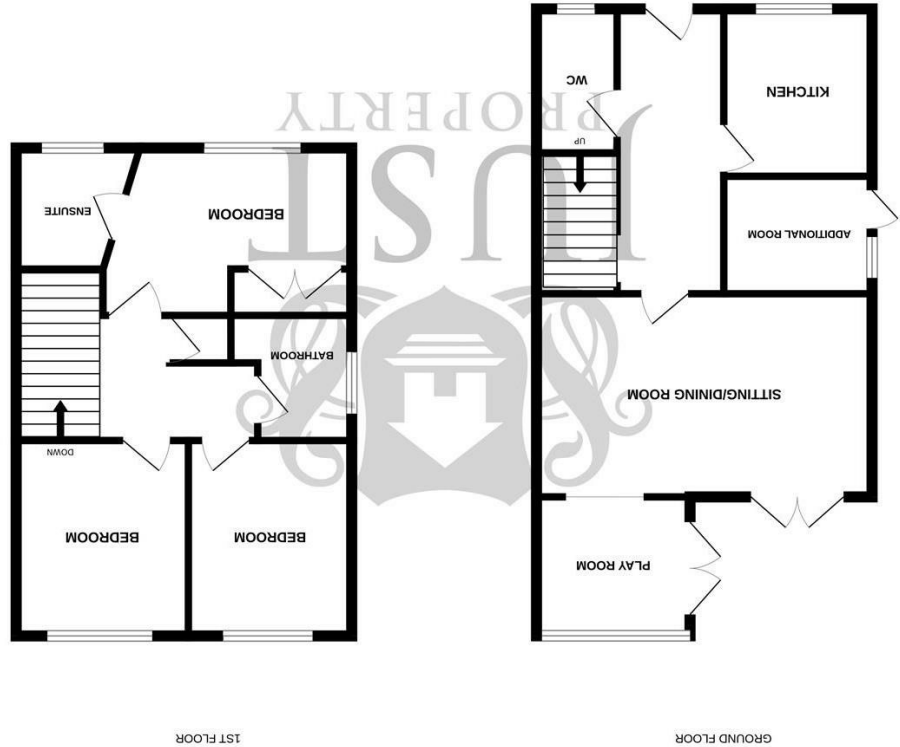 GROUND FLOOR
PLAY ROOM
SITTING/DINING ROOM
ADDITIONAL ROOM
UP
KITCHEN
WC
1ST FLOOR
BEDROOM
BEDROOM
DOWN
BATHROOM
BEDROOM
ENSUITE
JUST
PROPERTY